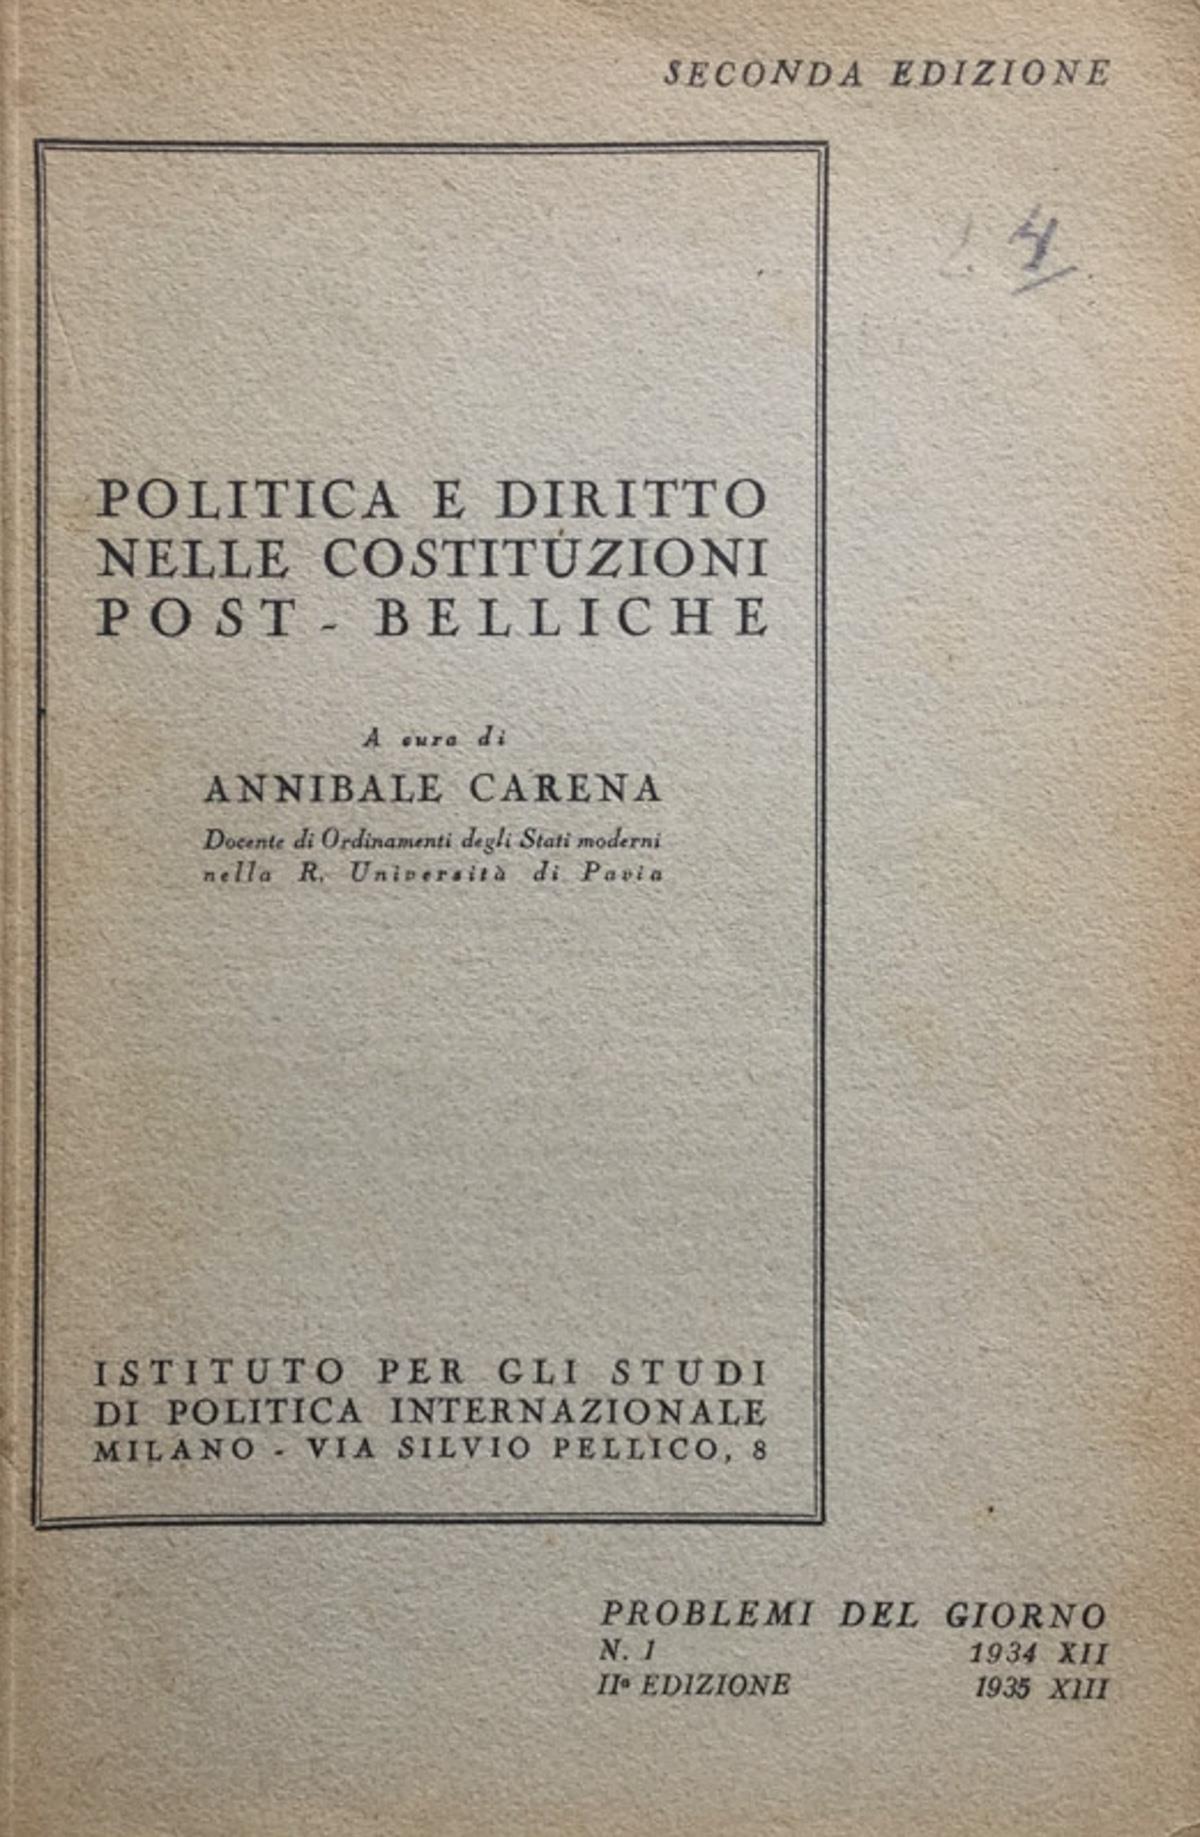 SECONDA EDIZIONE
4
POLITICA E DIRITTO
NELLE COSTITUZIONI
POST - BELLICHE
A cura di
ANNIBALE CARENA
Docente di Ordinamenti degli Stati moderni
nella R. Università di Pavia
ISTITUTO PER GLI STUDI
DI POLITICA INTERNAZIONALE
MILANO - VIA SILVIO PELLICO, 8
PROBLEMI DEL GIORNO
N. 1 1934 XII
IIª EDIZIONE 1935 XIII